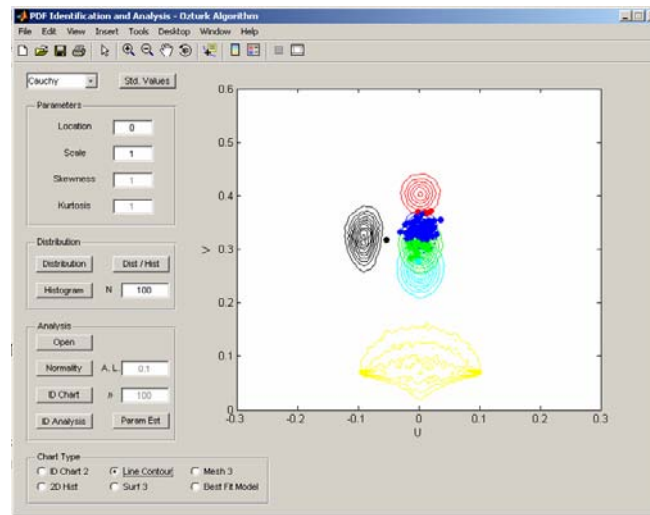 PDF Identification and Analysis - Ozturk Algorithm
File Edit View Insert Tools Desktop Window Help
Cauchy
Std. Values
Parameters
Location 0
Scale 1
Skewness 1
Kurtosis 1
Distribution
Distribution Dist / Hist
Histogram N 100
Analysis
Open
Normality A. L. 0.1
ID Chart n 100
ID Analysis Param Est
Chart Type
ID Chart 2 Line Contour Mesh 3
2D Hist Surf 3 Best Fit Model
0.6
0.5
0.4
V 0.3
0.2
0.1
0
-0.3 -0.2 -0.1 0 0.1 0.2 0.3
U